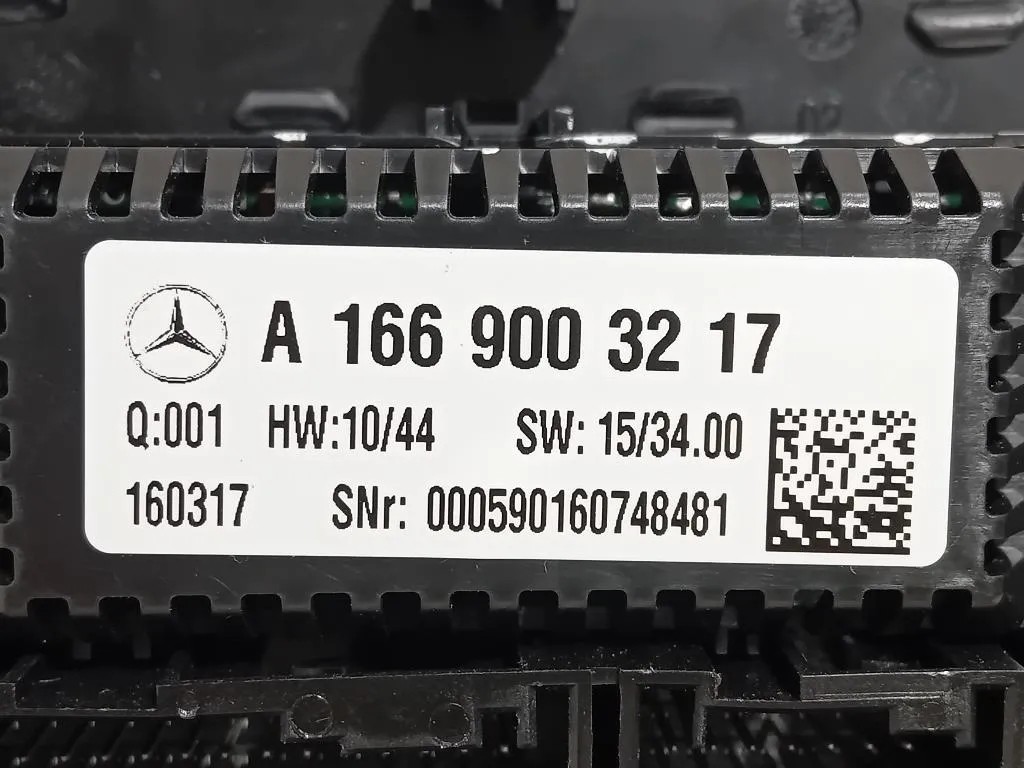 A 166 900 32 17
Q:001 HW:10/44 SW: 15/34.00
160317 SNr: 000590160748481